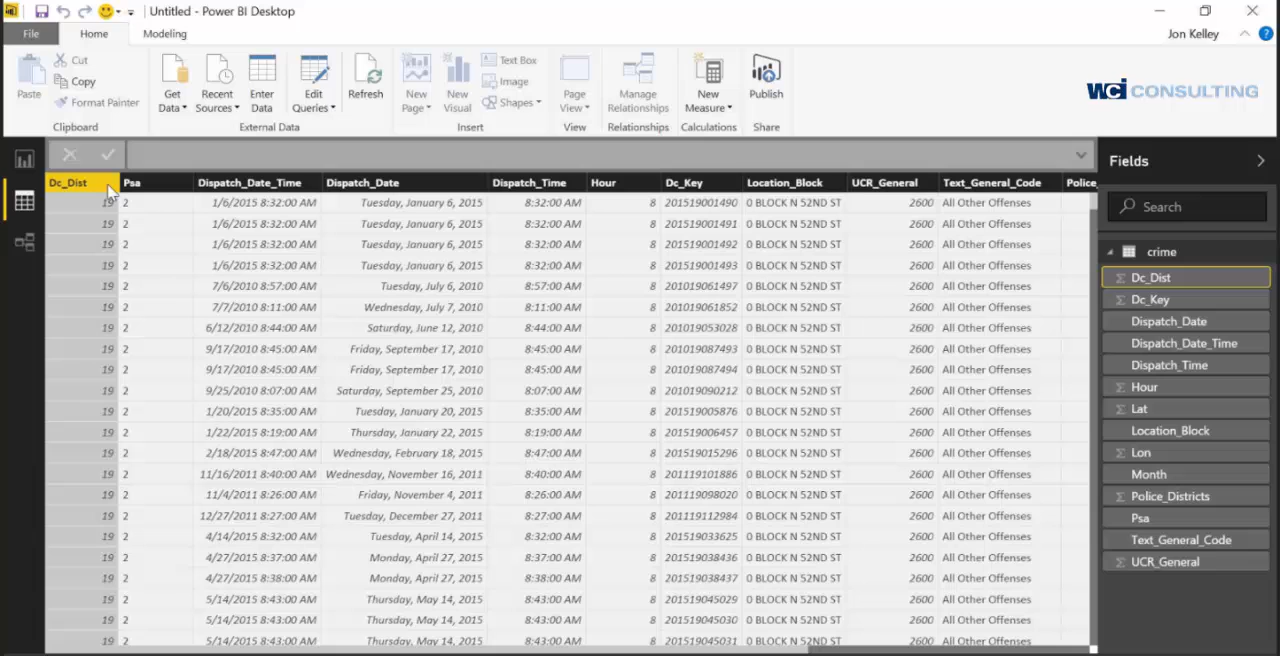 Untitled - Power BI Desktop
File Home Modeling Jon Kelley
Paste Cut Copy Format Painter Clipboard
Get Data Recent Sources Enter Data Edit Queries Refresh External Data
New Page New Visual Text Box Image Shapes Insert
Page View View
Manage Relationships Relationships
New Measure Calculations
Publish Share
WCI CONSULTING
Dc_Dist Psa Dispatch_Date_Time Dispatch_Date Dispatch_Time Hour Dc_Key Location_Block UCR_General Text_General_Code Police_
19 2 1/6/2015 8:32:00 AM Tuesday, January 6, 2015 8:32:00 AM 8 201519001490 0 BLOCK N 52ND ST 2600 All Other Offenses
19 2 1/6/2015 8:32:00 AM Tuesday, January 6, 2015 8:32:00 AM 8 201519001491 0 BLOCK N 52ND ST 2600 All Other Offenses
19 2 1/6/2015 8:32:00 AM Tuesday, January 6, 2015 8:32:00 AM 8 201519001492 0 BLOCK N 52ND ST 2600 All Other Offenses
19 2 1/6/2015 8:32:00 AM Tuesday, January 6, 2015 8:32:00 AM 8 201519001493 0 BLOCK N 52ND ST 2600 All Other Offenses
19 2 7/6/2010 8:57:00 AM Tuesday, July 6, 2010 8:57:00 AM 8 201019061497 0 BLOCK N 52ND ST 2600 All Other Offenses
19 2 7/7/2010 8:11:00 AM Wednesday, July 7, 2010 8:11:00 AM 8 201019061852 0 BLOCK N 52ND ST 2600 All Other Offenses
19 2 6/12/2010 8:44:00 AM Saturday, June 12, 2010 8:44:00 AM 8 201019053028 0 BLOCK N 52ND ST 2600 All Other Offenses
19 2 9/17/2010 8:45:00 AM Friday, September 17, 2010 8:45:00 AM 8 201019087493 0 BLOCK N 52ND ST 2600 All Other Offenses
19 2 9/17/2010 8:45:00 AM Friday, September 17, 2010 8:45:00 AM 8 201019087494 0 BLOCK N 52ND ST 2600 All Other Offenses
19 2 9/25/2010 8:07:00 AM Saturday, September 25, 2010 8:07:00 AM 8 201019090212 0 BLOCK N 52ND ST 2600 All Other Offenses
19 2 1/20/2015 8:35:00 AM Tuesday, January 20, 2015 8:35:00 AM 8 201519005876 0 BLOCK N 52ND ST 2600 All Other Offenses
19 2 1/22/2015 8:19:00 AM Thursday, January 22, 2015 8:19:00 AM 8 201519006457 0 BLOCK N 52ND ST 2600 All Other Offenses
19 2 2/18/2015 8:47:00 AM Wednesday, February 18, 2015 8:47:00 AM 8 201519015296 0 BLOCK N 52ND ST 2600 All Other Offenses
19 2 11/16/2011 8:40:00 AM Wednesday, November 16, 2011 8:40:00 AM 8 201119101886 0 BLOCK N 52ND ST 2600 All Other Offenses
19 2 11/4/2011 8:26:00 AM Friday, November 4, 2011 8:26:00 AM 8 201119098020 0 BLOCK N 52ND ST 2600 All Other Offenses
19 2 12/27/2011 8:27:00 AM Tuesday, December 27, 2011 8:27:00 AM 8 201119112984 0 BLOCK N 52ND ST 2600 All Other Offenses
19 2 4/14/2015 8:32:00 AM Tuesday, April 14, 2015 8:32:00 AM 8 201519033625 0 BLOCK N 52ND ST 2600 All Other Offenses
19 2 4/27/2015 8:37:00 AM Monday, April 27, 2015 8:37:00 AM 8 201519038436 0 BLOCK N 52ND ST 2600 All Other Offenses
19 2 4/27/2015 8:38:00 AM Monday, April 27, 2015 8:38:00 AM 8 201519038437 0 BLOCK N 52ND ST 2600 All Other Offenses
19 2 5/14/2015 8:43:00 AM Thursday, May 14, 2015 8:43:00 AM 8 201519045029 0 BLOCK N 52ND ST 2600 All Other Offenses
19 2 5/14/2015 8:43:00 AM Thursday, May 14, 2015 8:43:00 AM 8 201519045030 0 BLOCK N 52ND ST 2600 All Other Offenses
19 2 5/14/2015 8:43:00 AM Thursday, May 14, 2015 8:43:00 AM 8 201519045031 0 BLOCK N 52ND ST 2600 All Other Offenses
Fields
Search
crime
Dc_Dist
Dc_Key
Dispatch_Date
Dispatch_Date_Time
Dispatch_Time
Hour
Lat
Location_Block
Lon
Month
Police_Districts
Psa
Text_General_Code
UCR_General